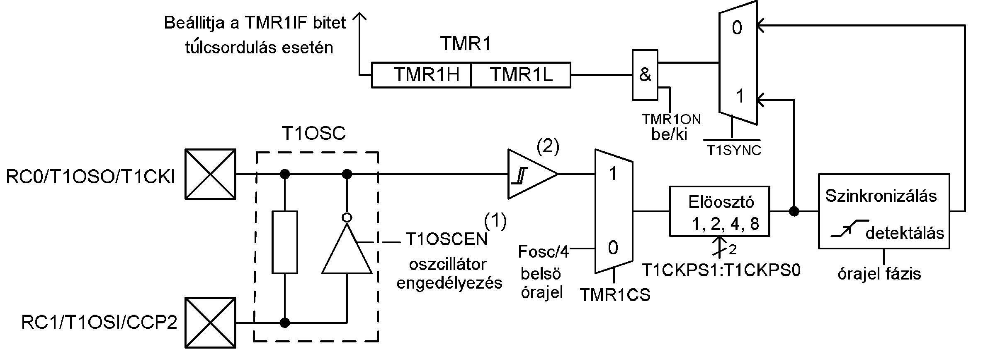 Beállitja a TMR1IF bitet
túlcsordulás esetén
TMR1
TMR1H
TMR1L
&
TMR1ON
be/ki
0
1
T1SYNC
T1OSC
RC0/T1OSO/T1CKI
RC1/T1OSI/CCP2
(1)
T1OSCEN
oszcillátor
engedélyezés
(2)
1
0
Fosc/4
belsö
órajel
TMR1CS
Elöosztó
1, 2, 4, 8
2
T1CKPS1:T1CKPS0
Szinkronizálás
detektálás
órajel fázis